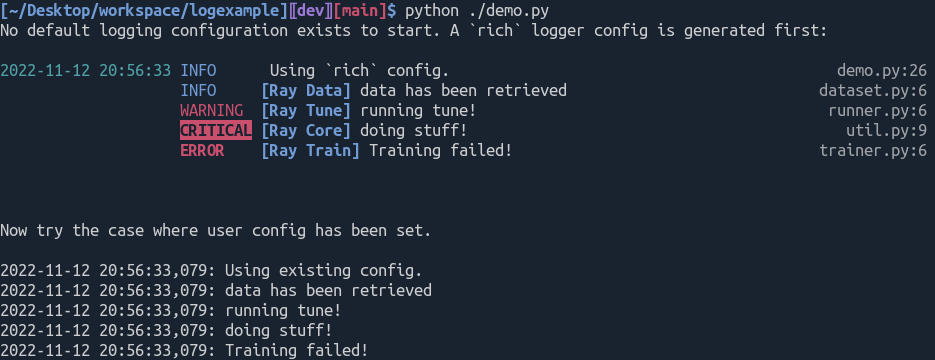 [~/Desktop/workspace/logexample]⟦dev⟧[main]$ python ./demo.py
No default logging configuration exists to start. A `rich` logger config is generated first:
2022-11-12 20:56:33 INFO      Using `rich` config. demo.py:26
INFO     [Ray Data] data has been retrieved dataset.py:6
WARNING  [Ray Tune] running tune! runner.py:6
CRITICAL [Ray Core] doing stuff! util.py:9
ERROR    [Ray Train] Training failed! trainer.py:6
Now try the case where user config has been set.
2022-11-12 20:56:33,079: Using existing config.
2022-11-12 20:56:33,079: data has been retrieved
2022-11-12 20:56:33,079: running tune!
2022-11-12 20:56:33,079: doing stuff!
2022-11-12 20:56:33,079: Training failed!